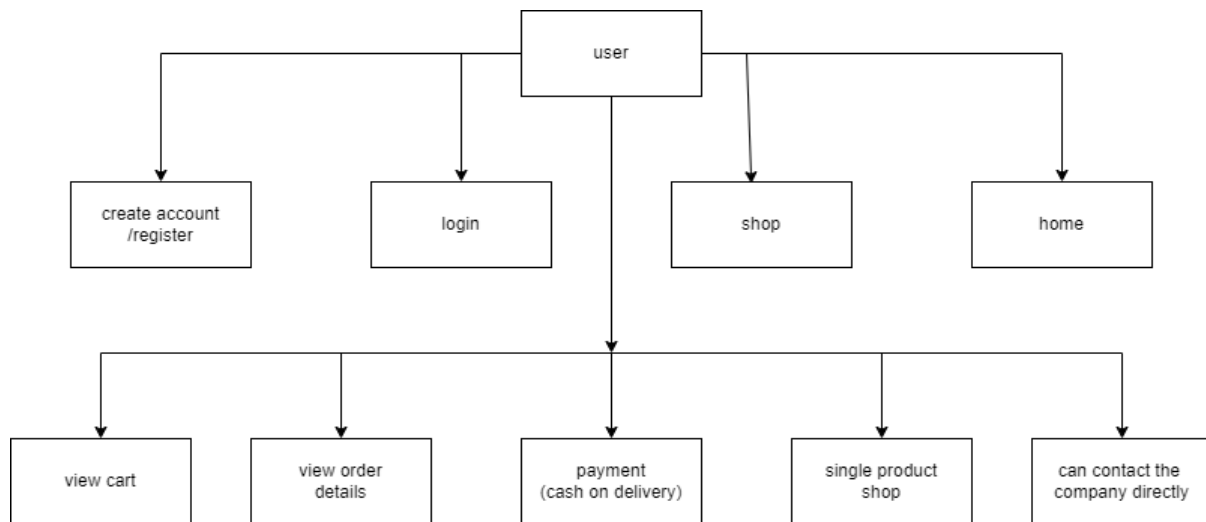 user
create account
/register
login
shop
home
view cart
view order
details
payment
(cash on delivery)
single product
shop
can contact the
company directly